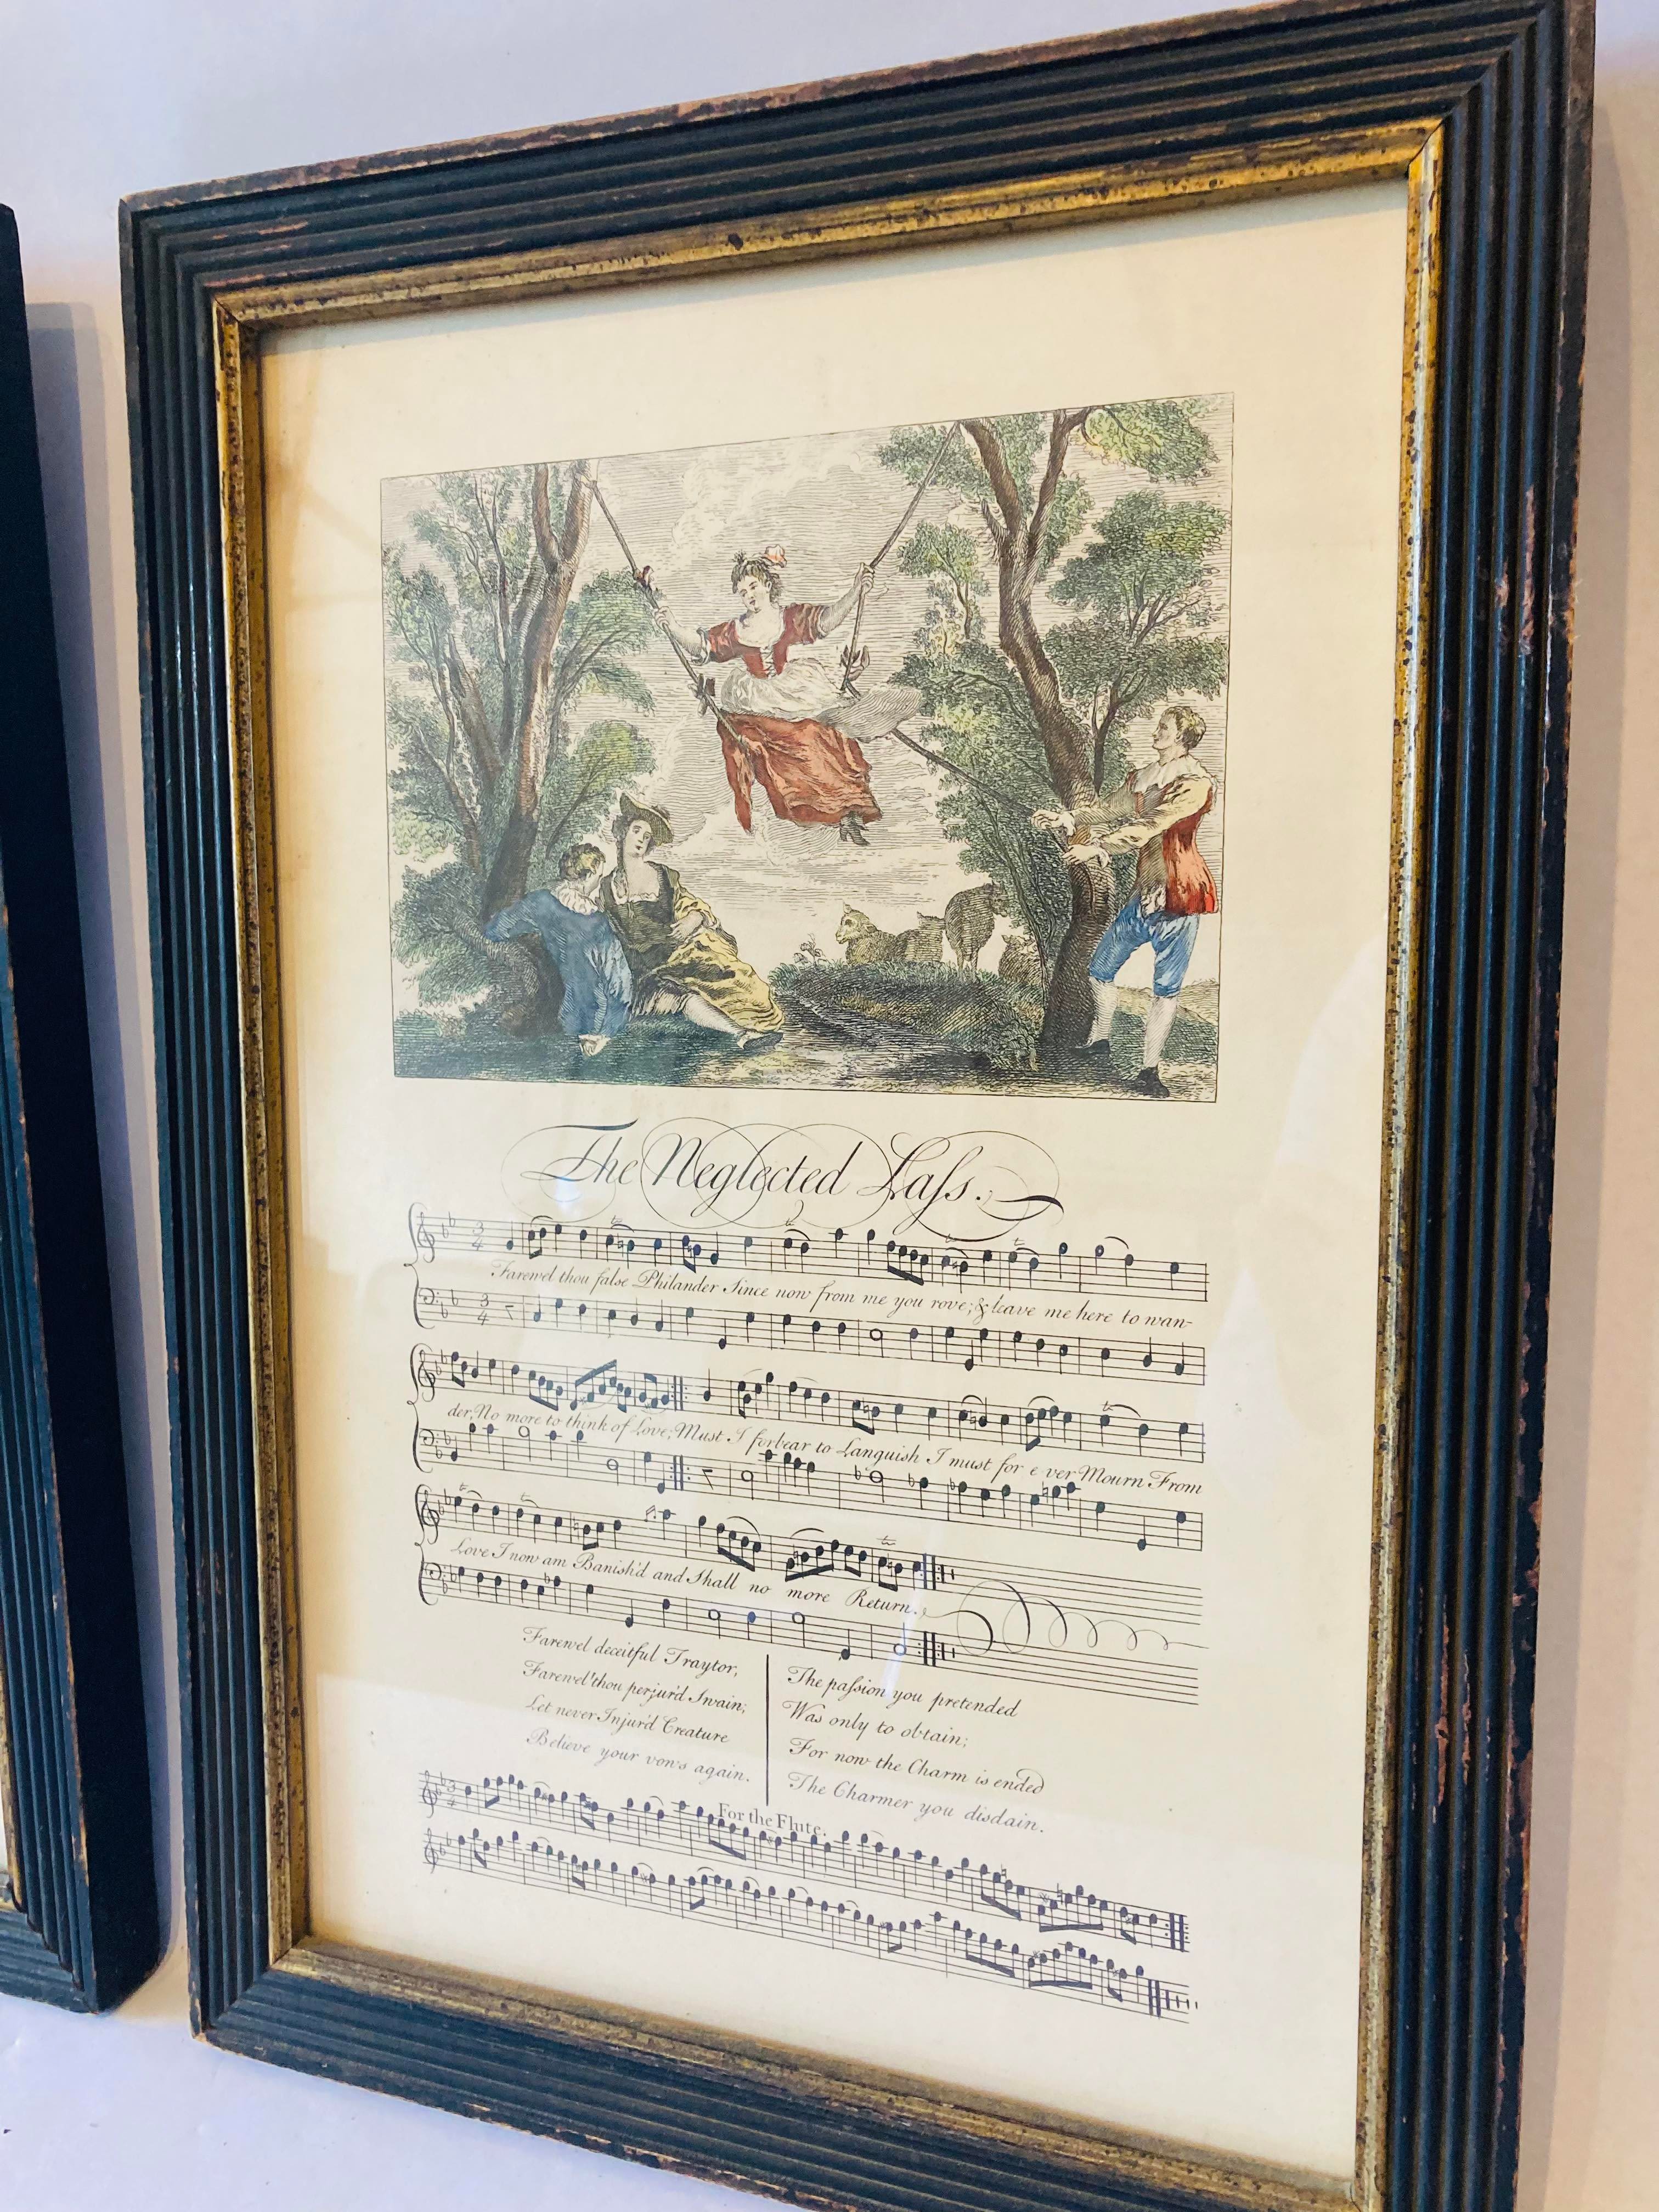 The Neglected Laſs.
Farewel thou false Philander Since now from me you rove; & leave me here to wan-
der, No more to think of Love; Must I forbear to Languish I must for e ver Mourn From
Love I now am Banish'd and Shall no more Return.
Farewel deceitful Traytor,
Farewel thou perjur'd Swain;
Let never Injur'd Creature
Believe your vows again.
The paſsion you pretended
Was only to obtain;
For now the Charm is ended
The Charmer you disdain.
For the Flute.